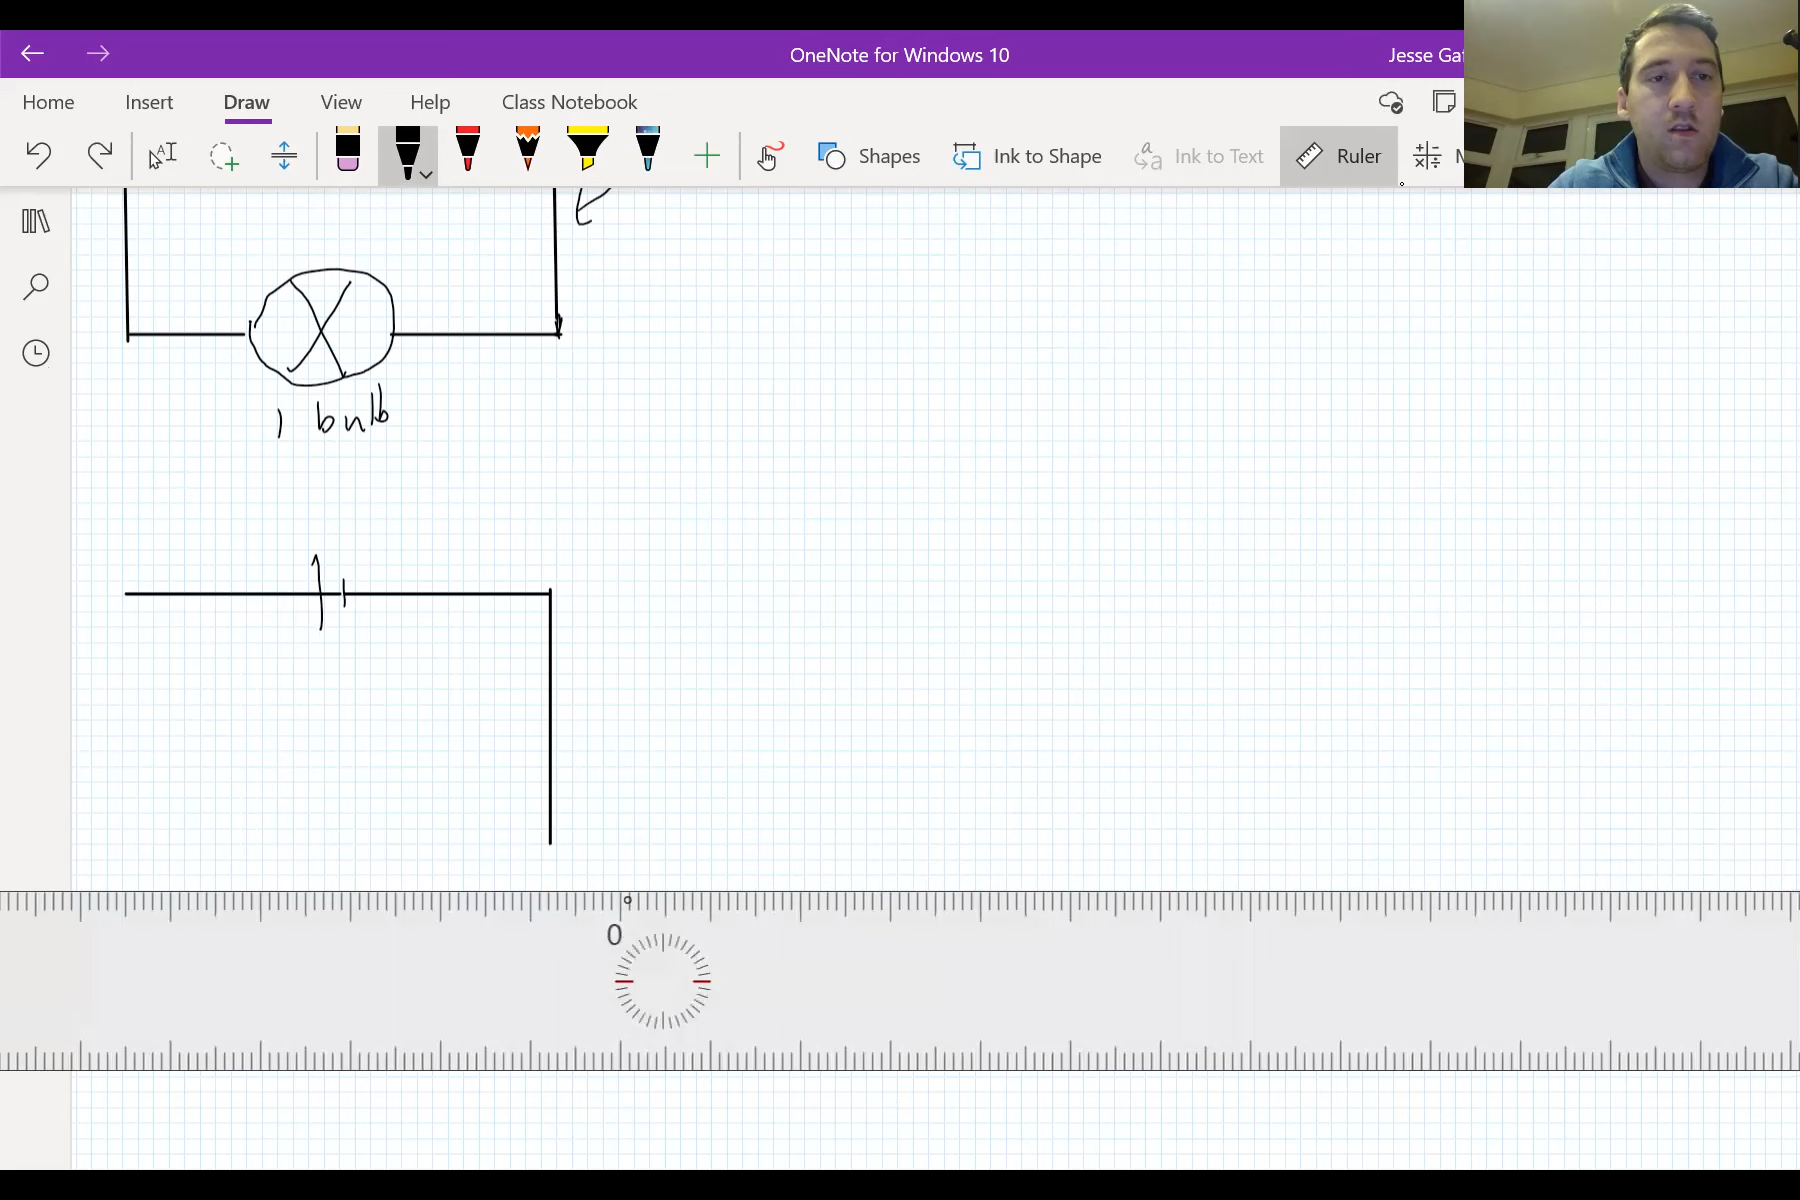 OneNote for Windows 10
Jesse Ga
Home Insert Draw View Help Class Notebook
Shapes Ink to Shape Ink to Text Ruler M
1 bulb
0